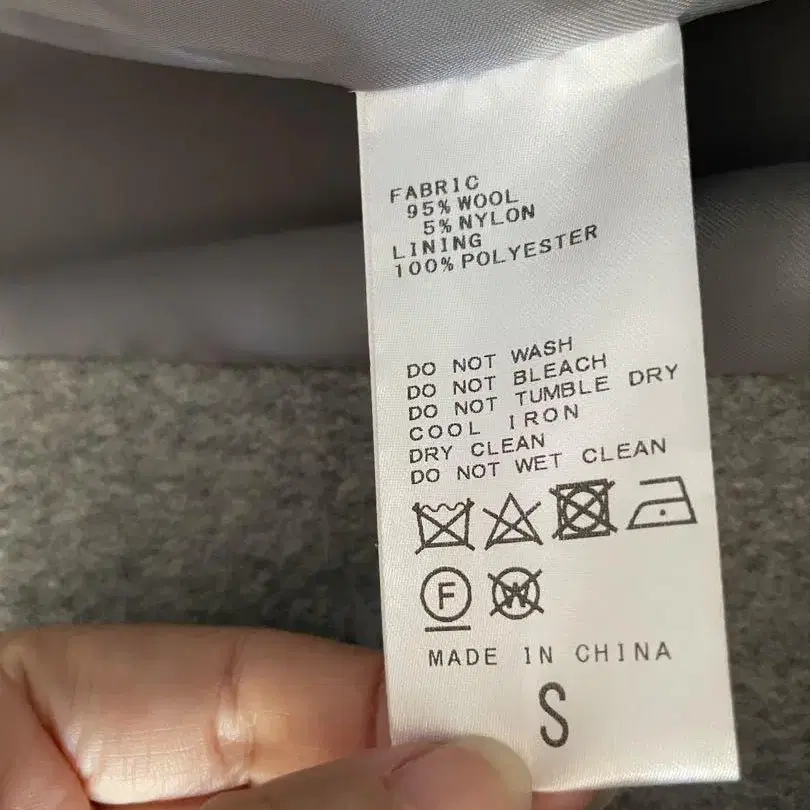 FABRIC
95% WOOL
5% NYLON
LINING
100% POLYESTER
DO NOT WASH
DO NOT BLEACH
DO NOT TUMBLE DRY
COOL IRON
DRY CLEAN
DO NOT WET CLEAN
F W
MADE IN CHINA
S